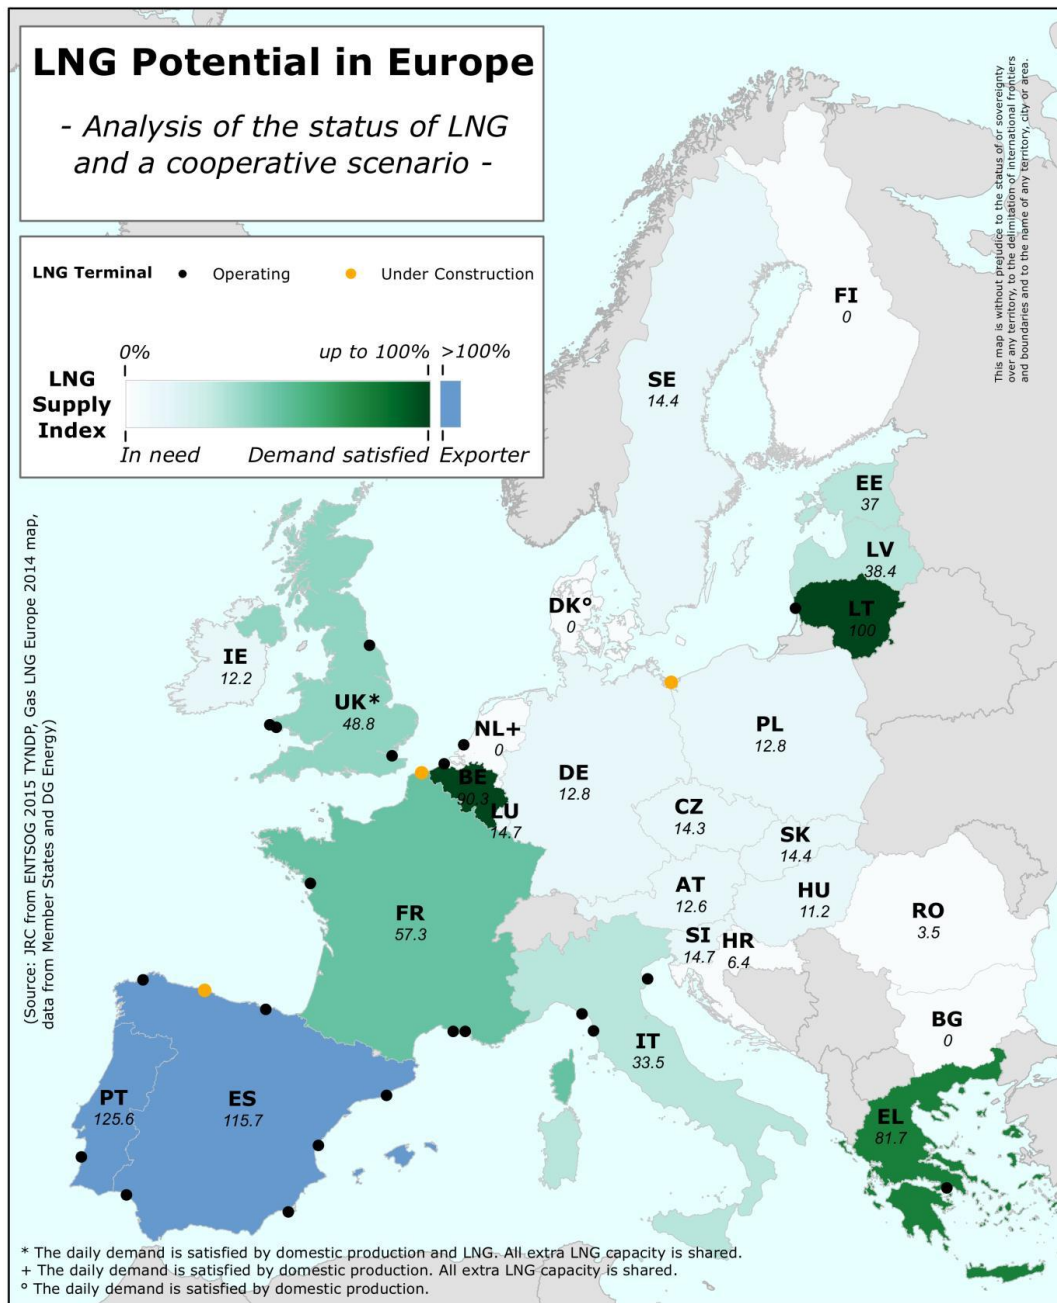 LNG Potential in Europe
- Analysis of the status of LNG
and a cooperative scenario -
LNG Terminal
Operating
Under Construction
0%
up to 100%
>100%
LNG
Supply
Index
In need
Demand satisfied
Exporter
This map is without prejudice to the status of or sovereignty
over any territory, to the delimitation of international frontiers
and boundaries and to the name of any territory, city or area.
FI
0
SE
14.4
EE
37
LV
38.4
LT
100
DK°
0
IE
12.2
UK*
48.8
NL+
0
BE
90.3
LU
14.7
DE
12.8
PL
12.8
CZ
14.3
SK
14.4
AT
12.6
HU
11.2
SI
14.7
HR
6.4
RO
3.5
BG
0
FR
57.3
IT
33.5
PT
125.6
ES
115.7
EL
81.7
(Source: JRC from ENTSOG 2015 TYNDP, Gas LNG Europe 2014 map,
data from Member States and DG Energy)
* The daily demand is satisfied by domestic production and LNG. All extra LNG capacity is shared.
+ The daily demand is satisfied by domestic production. All extra LNG capacity is shared.
° The daily demand is satisfied by domestic production.